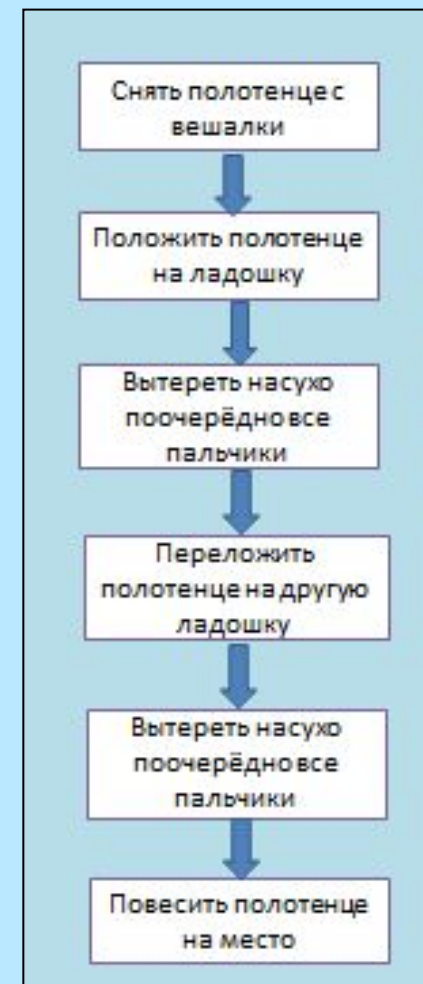 Снять полотенце с
вешалки
Положить полотенце
на ладошку
Вытереть насухо
поочерёдно все
пальчики
Переложить
полотенце на другую
ладошку
Вытереть насухо
поочерёдно все
пальчики
Повесить полотенце
на место